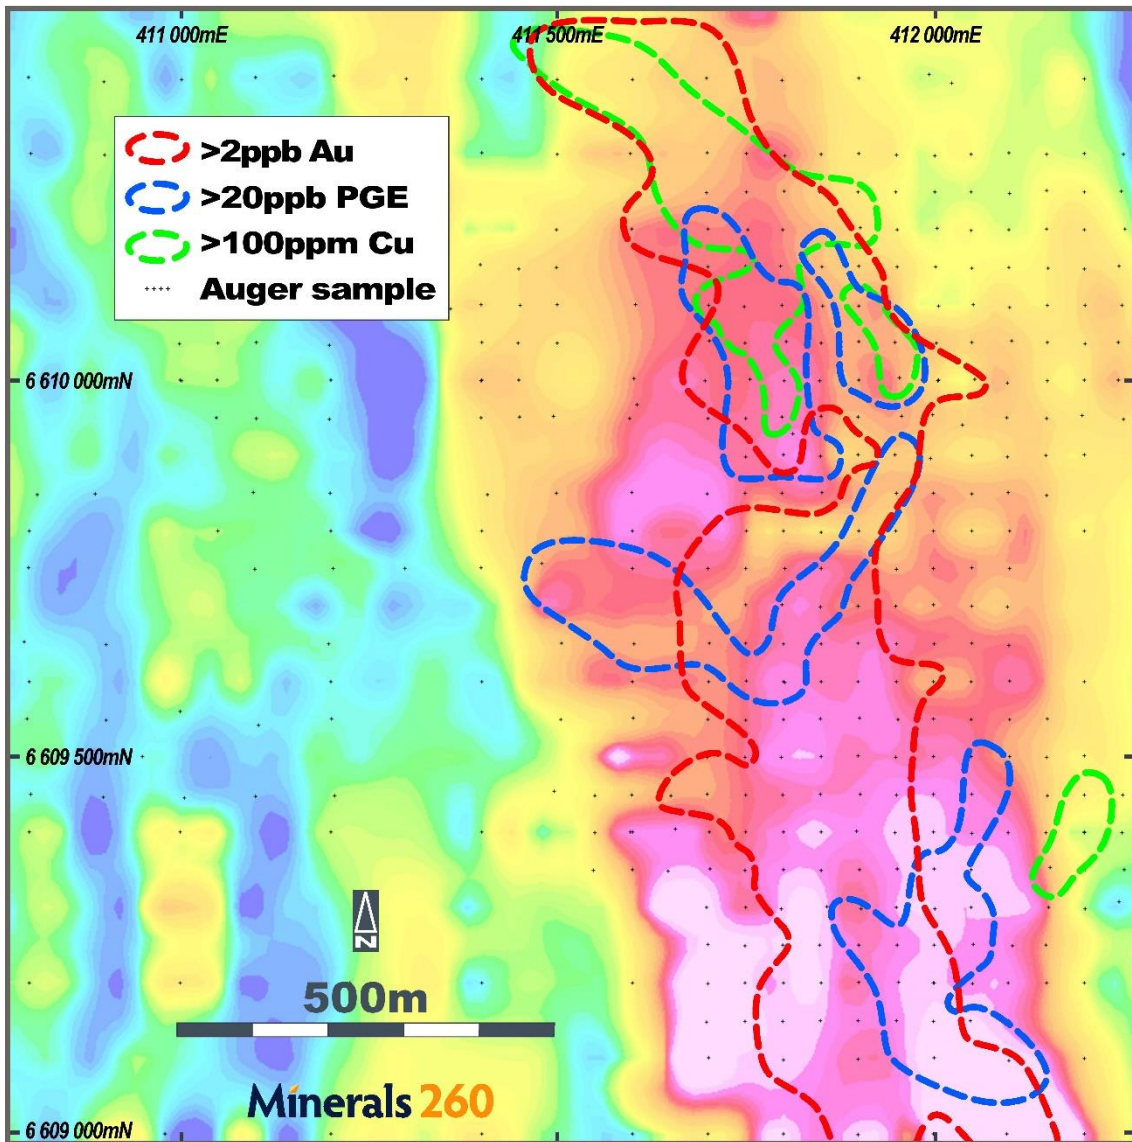 411 000mE 411 500mE 412 000mE
>2ppb Au
>20ppb PGE
>100ppm Cu
Auger sample
6 610 000mN
6 609 500mN
N
500m
Minerals 260
6 609 000mN